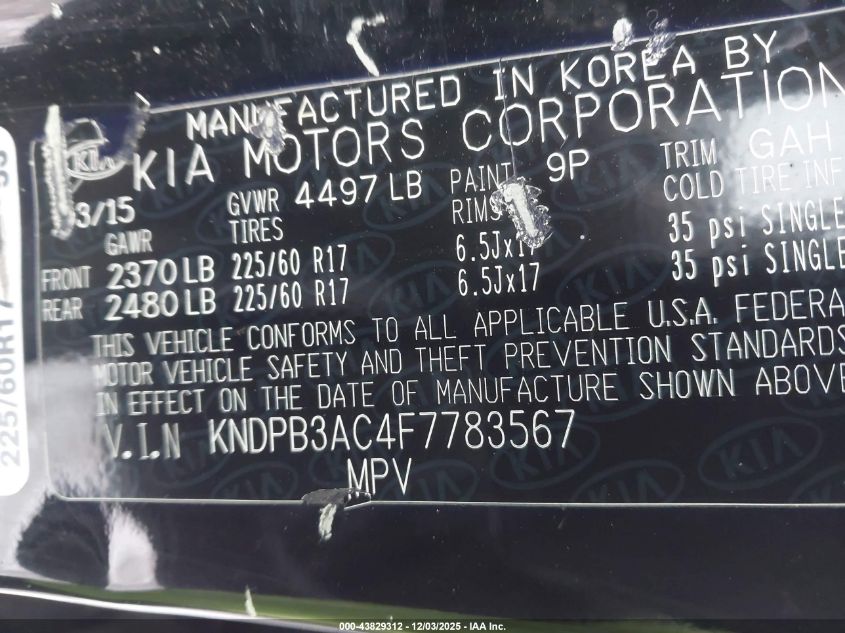 MANUFACTURED IN KOREA BY
KIA KIA MOTORS CORPORATION
3/15 GVWR 4497 LB PAINT 9P TRIM GAH
GAWR TIRES RIMS COLD TIRE INF
FRONT 2370 LB 225/60 R17 6.5Jx17 35 psi SINGLE
REAR 2480 LB 225/60 R17 6.5Jx17 35 psi SINGLE
THIS VEHICLE CONFORMS TO ALL APPLICABLE U.S.A. FEDERA
MOTOR VEHICLE SAFETY AND THEFT PREVENTION STANDARDS
IN EFFECT ON THE DATE OF MANUFACTURE SHOWN ABOVE
V.I.N KNDPB3AC4F7783567
MPV
225/60R17
000-43829312 - 12/03/2025 - IAA Inc.